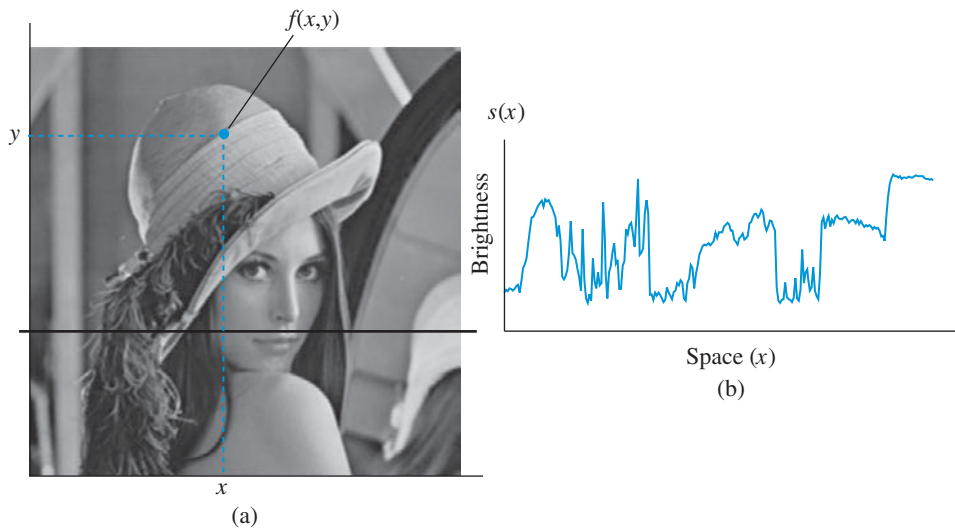 f(x,y)
y
x
(a)
s(x)
Brightness
Space (x)
(b)